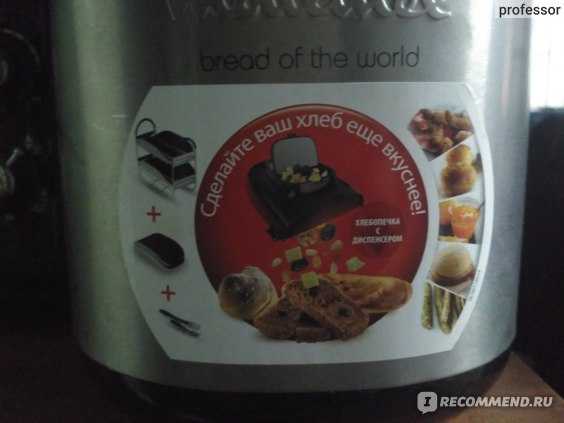 professor
bread of the world
Сделайте ваш хлеб еще вкуснее!
ХЛЕБОПЕЧКА
С
ДИСПЕНСЕРОМ
+
+
I RECOMMEND.RU